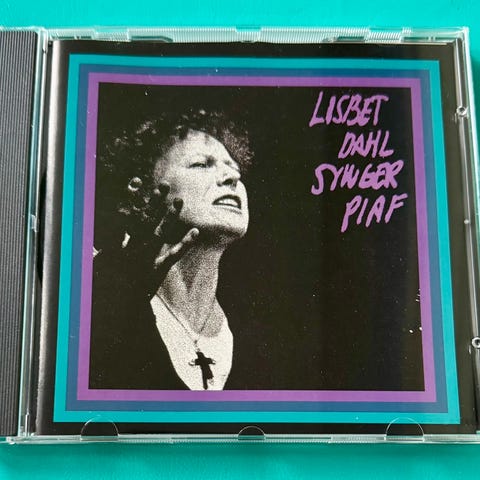 LISBET
DAHL
SYNGER
PIAF